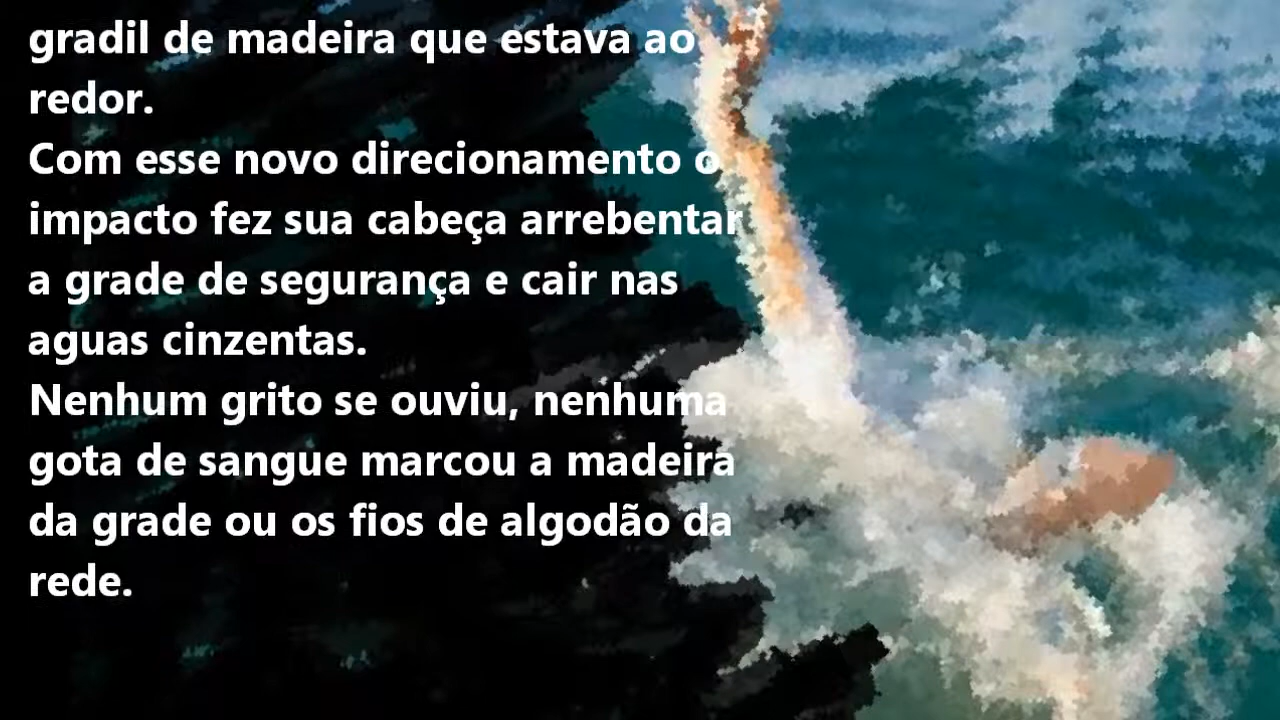 gradil de madeira que estava ao
redor.
Com esse novo direcionamento o
impacto fez sua cabeça arrebentar
a grade de segurança e cair nas
aguas cinzentas.
Nenhum grito se ouviu, nenhuma
gota de sangue marcou a madeira
da grade ou os fios de algodão da
rede.